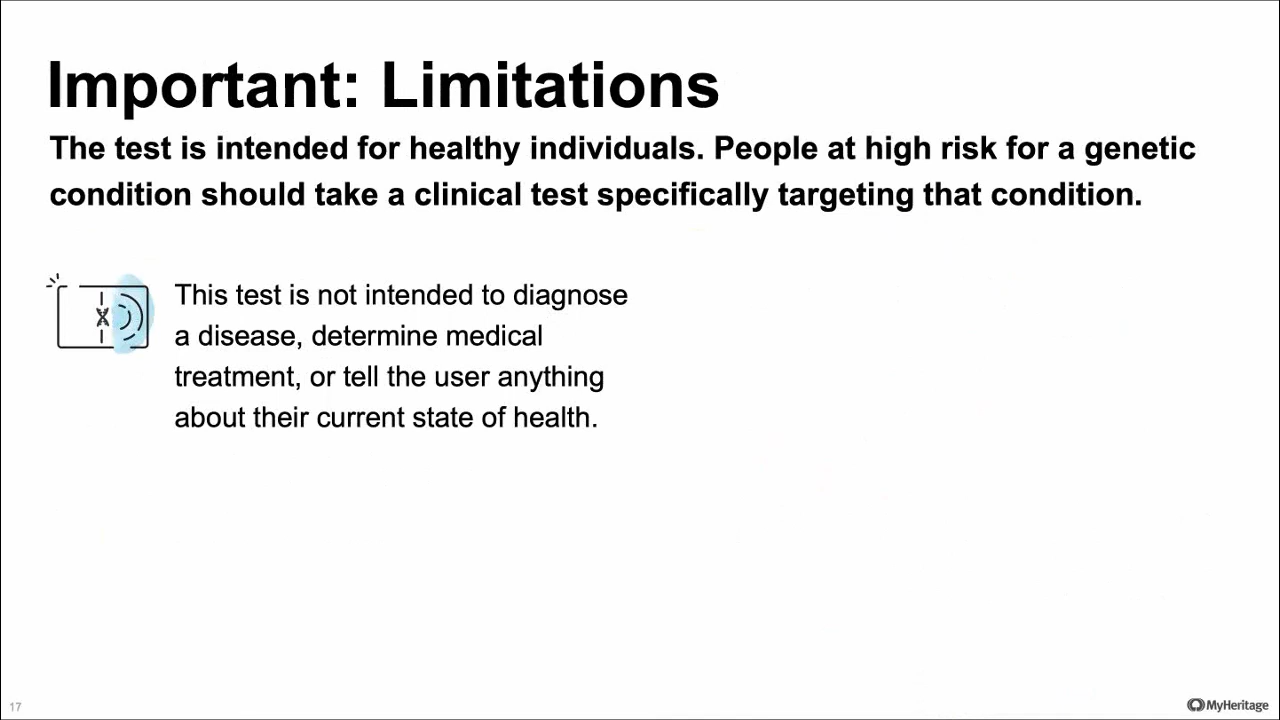 Important: Limitations
The test is intended for healthy individuals. People at high risk for a genetic
condition should take a clinical test specifically targeting that condition.
This test is not intended to diagnose
a disease, determine medical
treatment, or tell the user anything
about their current state of health.
17
MyHeritage